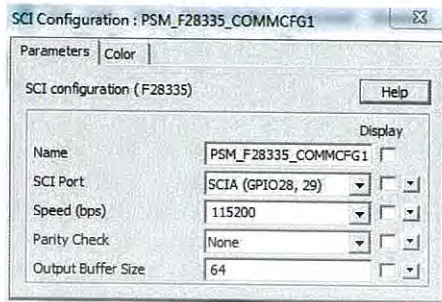 SCI Configuration : PSM_F28335_COMMCFG1
Parameters Color
SCI configuration (F28335) Help
Display
Name PSM_F28335_COMMCFG1
SCI Port SCIA (GPIO28, 29)
Speed (bps) 115200
Parity Check None
Output Buffer Size 64